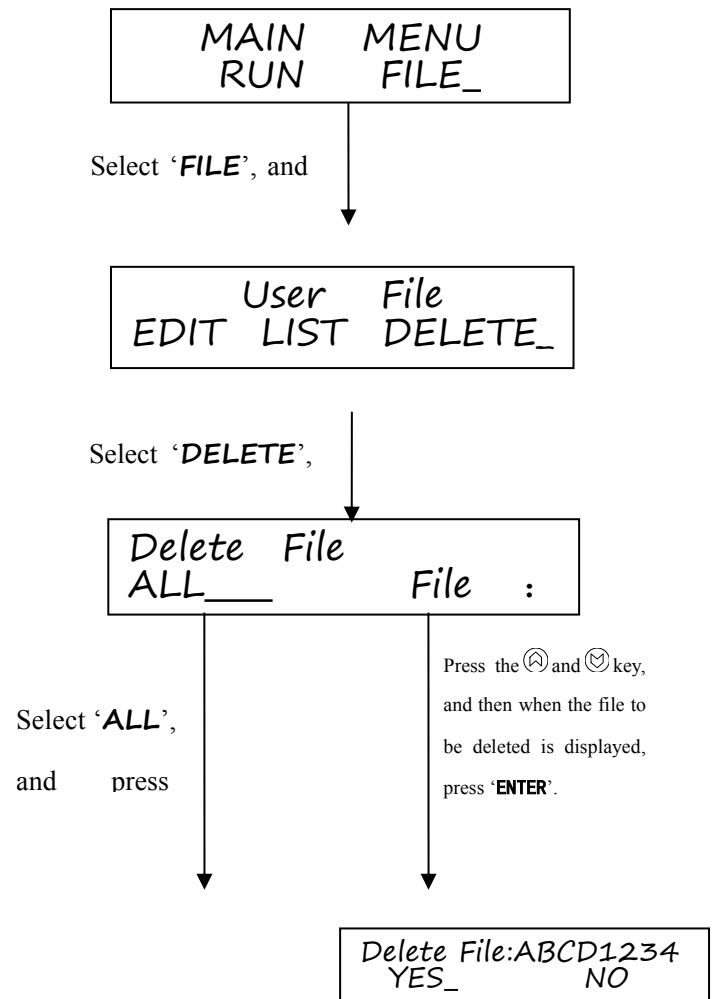 MAIN MENU
RUN FILE_
Select ‘FILE’, and
User File
EDIT LIST DELETE_
Select ‘DELETE’,
Delete File
ALL___ File :
Press the and key,
and then when the file to
be deleted is displayed,
press ‘ENTER’.
Select ‘ALL’,
and press
Delete File:ABCD1234
YES_ NO